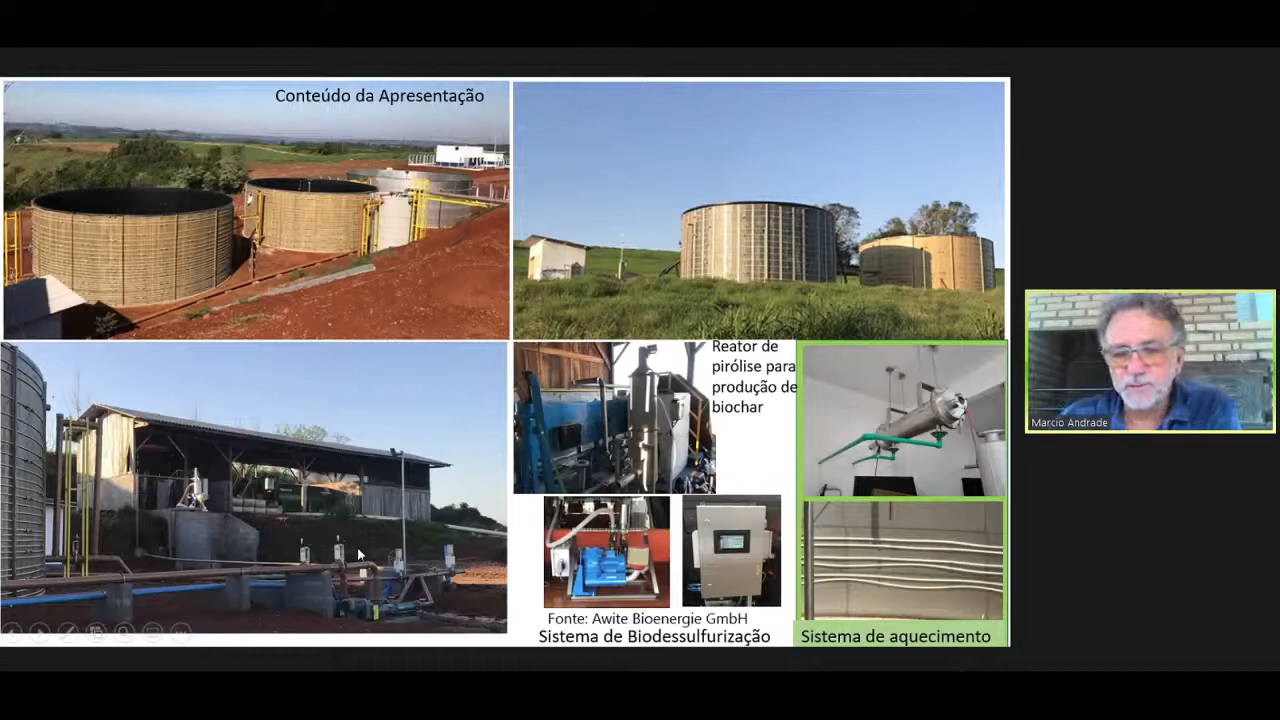 Conteúdo da Apresentação
Reator de
pirólise para
produção de
biochar
Fonte: Awite Bioenergie GmbH
Sistema de Biodessulfurização
Sistema de aquecimento
Marcio Andrade